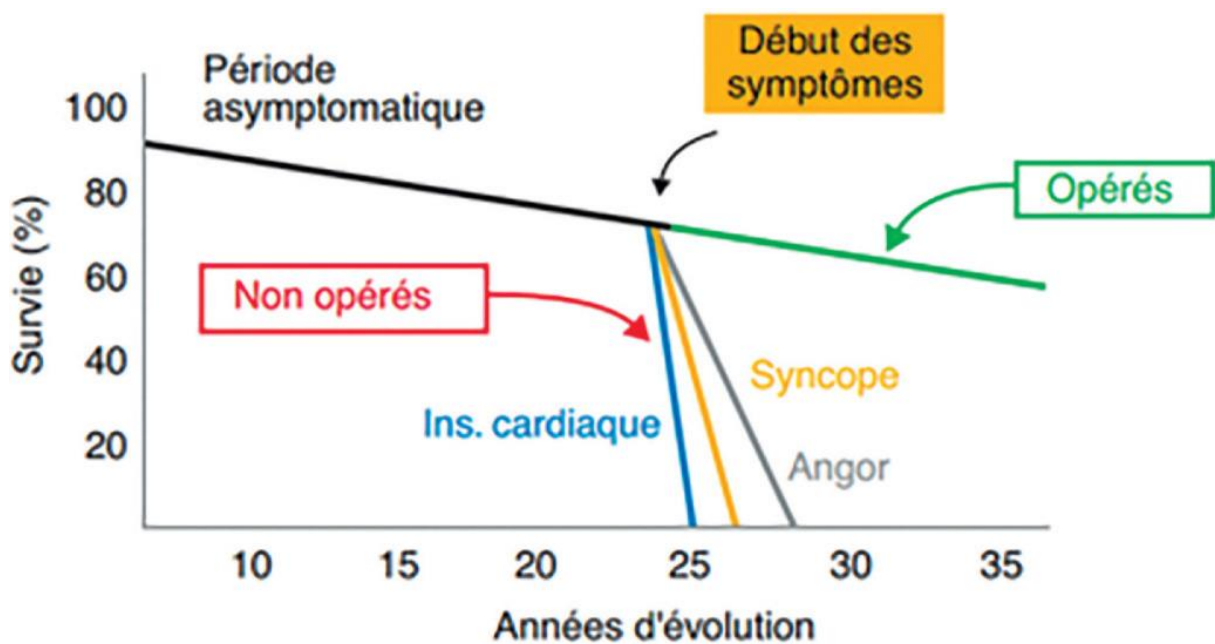 Début des
symptômes
Période
asymptomatique
Opérés
Non opérés
Syncope
Ins. cardiaque
Angor
Survie (%)
100
80
60
40
20
10 15 20 25 30 35
Années d'évolution